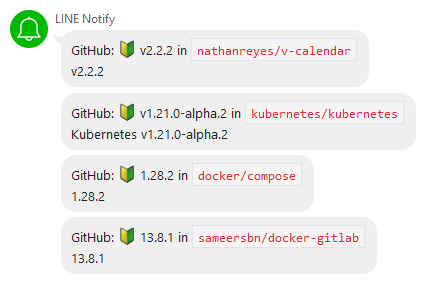 LINE Notify
GitHub: 🔰 v2.2.2 in nathanreyes/v-calendar
v2.2.2
GitHub: 🔰 v1.21.0-alpha.2 in kubernetes/kubernetes
Kubernetes v1.21.0-alpha.2
GitHub: 🔰 1.28.2 in docker/compose
1.28.2
GitHub: 🔰 13.8.1 in sameersbn/docker-gitlab
13.8.1